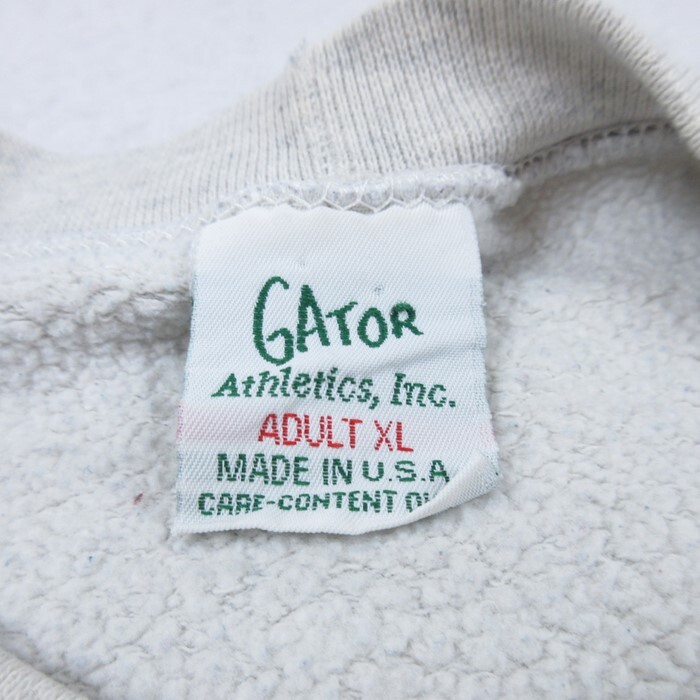 GATOR
Athletics, Inc.
ADULT XL
MADE IN U.S.A
CARE-CONTENT